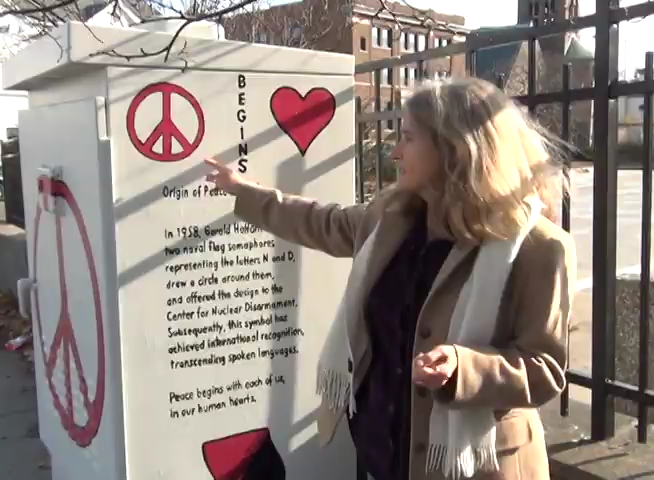 BEGINS
Origin of Peace
In 1958, Gerald Holtom
two naval flag semaphores
representing the letters N and D,
drew a circle around them,
and offered the design to the
Center for Nuclear Disarmament.
Subsequently, this symbol has
achieved international recognition,
transcending spoken languages.
Peace begins with each of us,
in our human hearts.